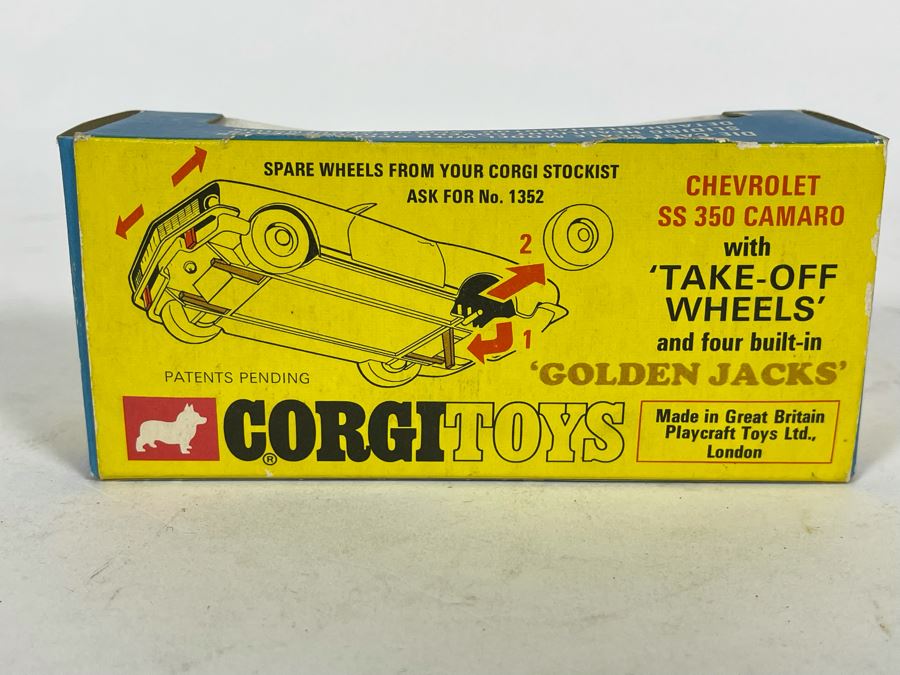 SPARE WHEELS FROM YOUR CORGI STOCKIST
ASK FOR No. 1352
CHEVROLET
SS 350 CAMARO
with
‘TAKE-OFF
WHEELS’
and four built-in
‘GOLDEN JACKS’
2
1
PATENTS PENDING
CORGI TOYS
®
Made in Great Britain
Playcraft Toys Ltd.,
London